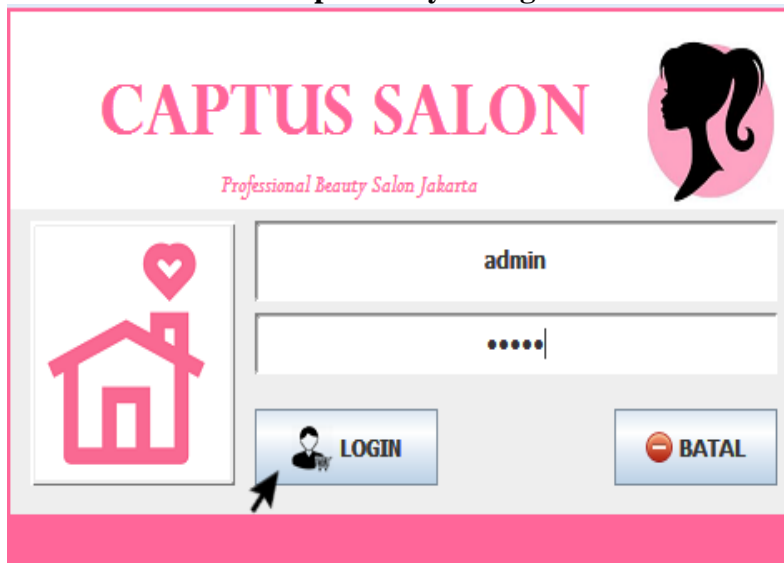 CAPTUS SALON
Professional Beauty Salon Jakarta
admin
•••••
LOGIN
BATAL